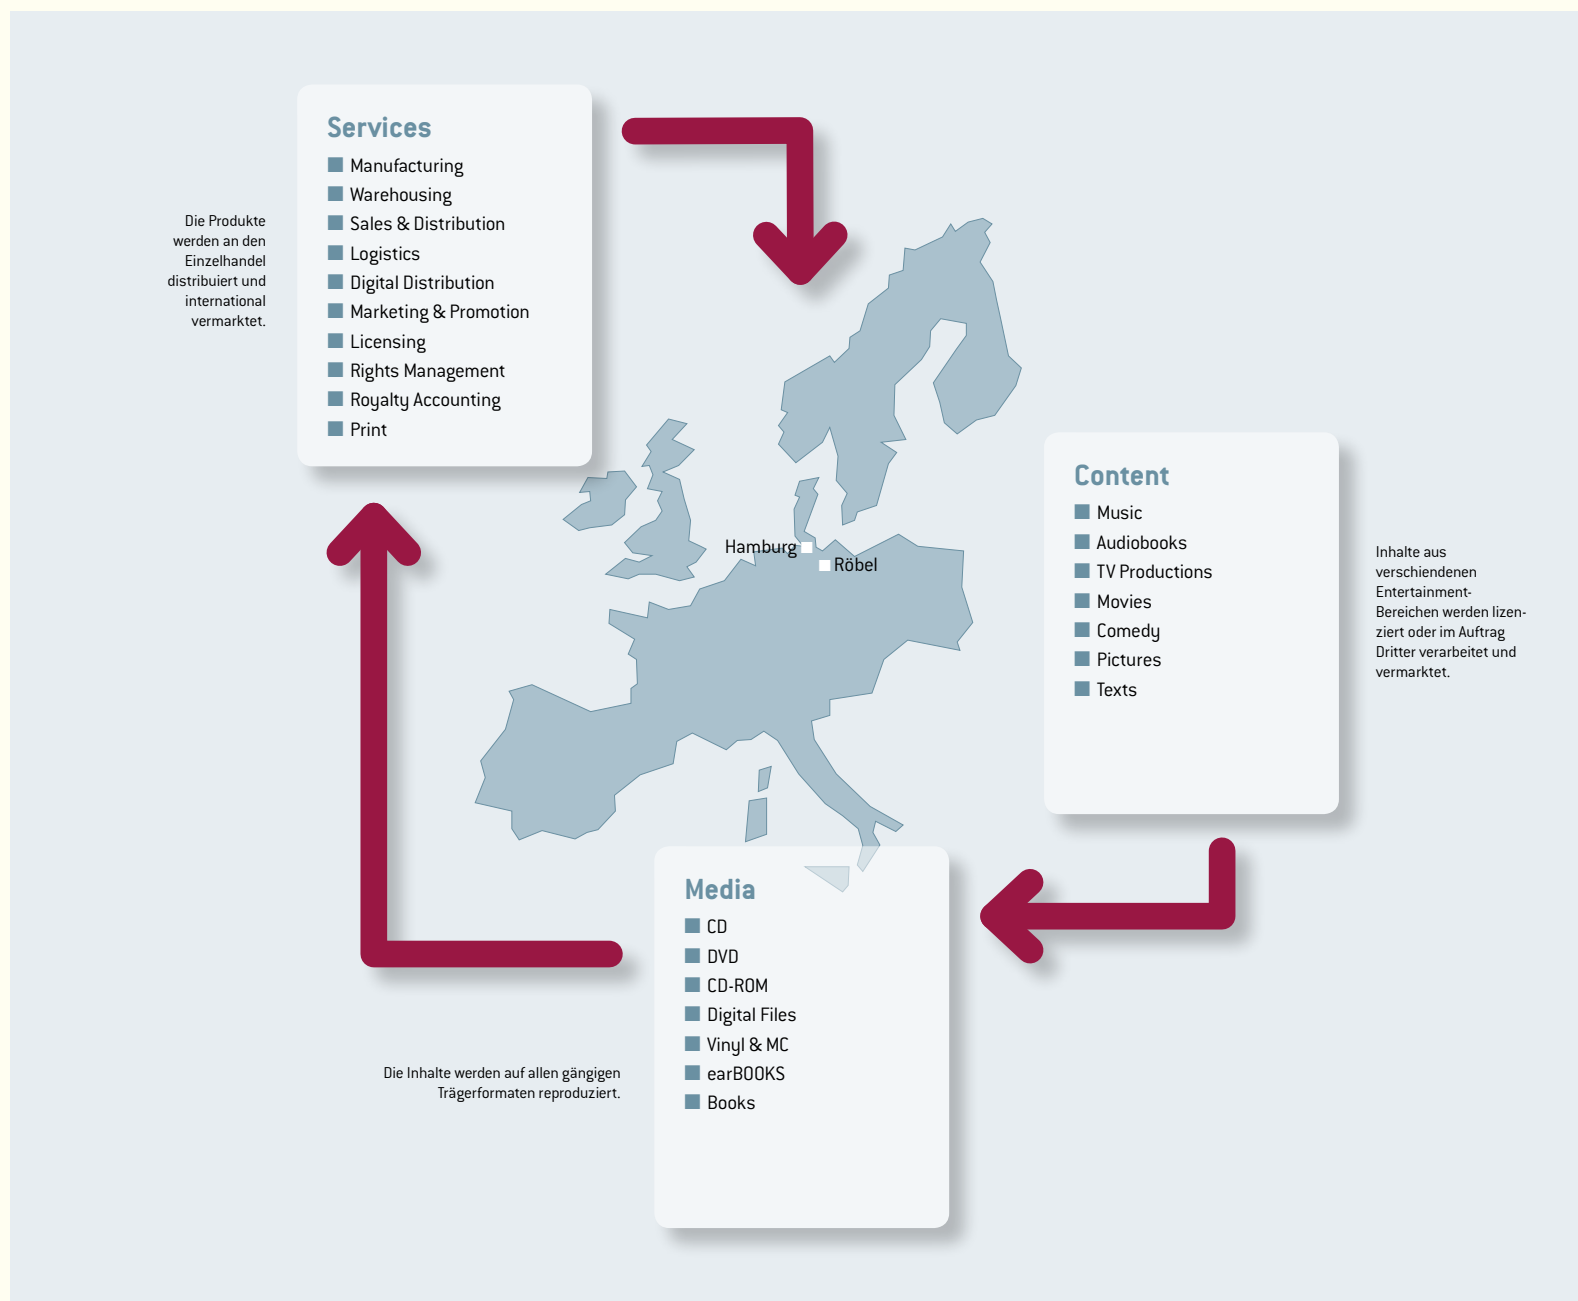 Services
Manufacturing
Warehousing
Sales & Distribution
Logistics
Digital Distribution
Marketing & Promotion
Licensing
Rights Management
Royalty Accounting
Print
Die Produkte
werden an den
Einzelhandel
distribuiert und
international
vermarktet.
Hamburg
Röbel
Content
Music
Audiobooks
TV Productions
Movies
Comedy
Pictures
Texts
Inhalte aus
verschiendenen
Entertainment-
Bereichen werden lizen-
ziert oder im Auftrag
Dritter verarbeitet und
vermarktet.
Media
CD
DVD
CD-ROM
Digital Files
Vinyl & MC
earBOOKS
Books
Die Inhalte werden auf allen gängigen
Trägerformaten reproduziert.